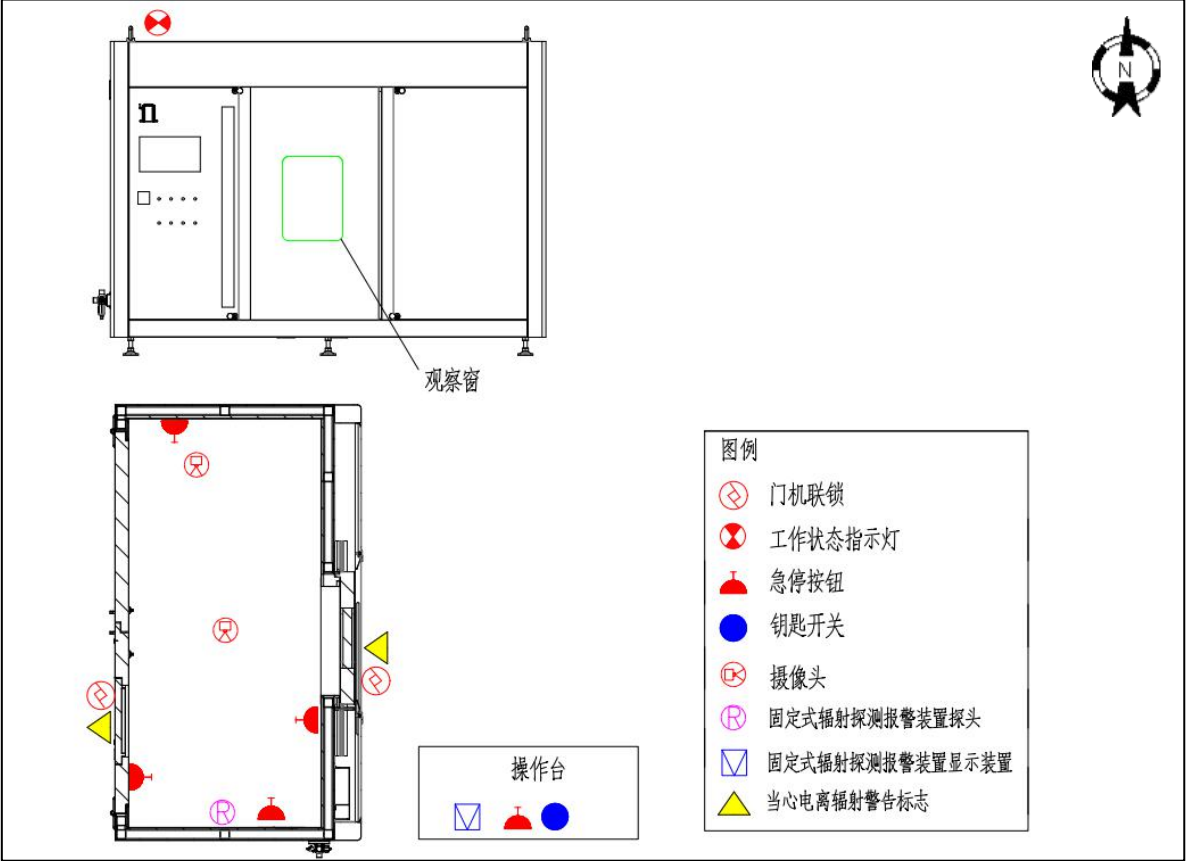 N
观察窗
图例
门机联锁
工作状态指示灯
急停按钮
钥匙开关
摄像头
R 固定式辐射探测报警装置探头
固定式辐射探测报警装置显示装置
当心电离辐射警告标志
R
操作台